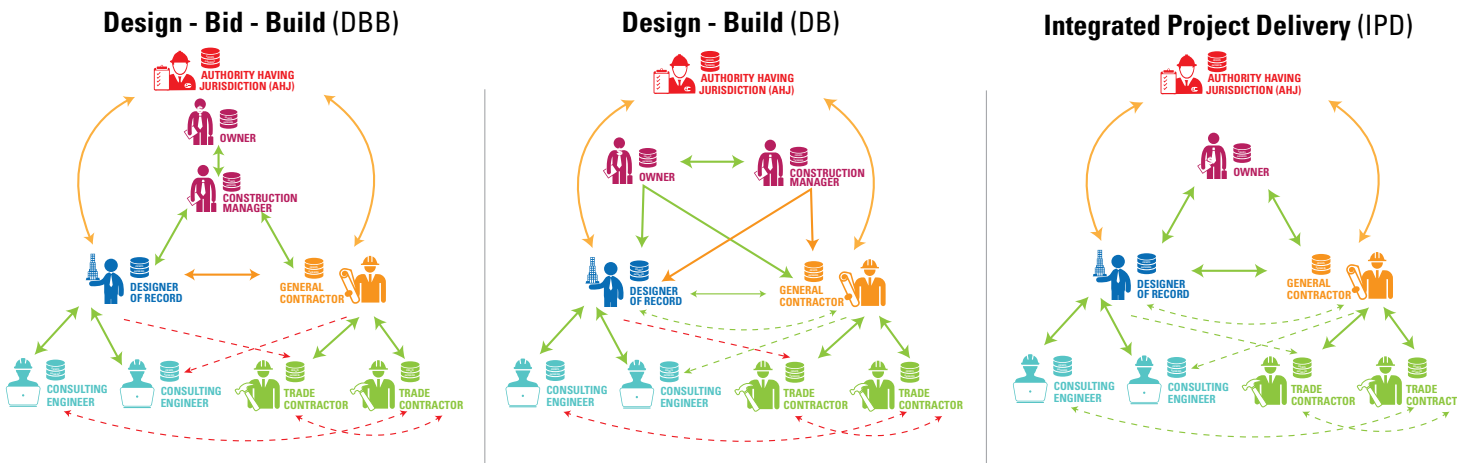 Design - Bid - Build (DBB)
AUTHORITY HAVING
JURISDICTION (AHJ)
OWNER
CONSTRUCTION
MANAGER
DESIGNER
OF RECORD
GENERAL
CONTRACTOR
CONSULTING
ENGINEER
CONSULTING
ENGINEER
TRADE
CONTRACTOR
TRADE
CONTRACTOR
Design - Build (DB)
AUTHORITY HAVING
JURISDICTION (AHJ)
OWNER
CONSTRUCTION
MANAGER
DESIGNER
OF RECORD
GENERAL
CONTRACTOR
CONSULTING
ENGINEER
CONSULTING
ENGINEER
TRADE
CONTRACTOR
TRADE
CONTRACTOR
Integrated Project Delivery (IPD)
AUTHORITY HAVING
JURISDICTION (AHJ)
OWNER
DESIGNER
OF RECORD
GENERAL
CONTRACTOR
CONSULTING
ENGINEER
CONSULTING
ENGINEER
TRADE
CONTRACTOR
TRADE
CONTRACT